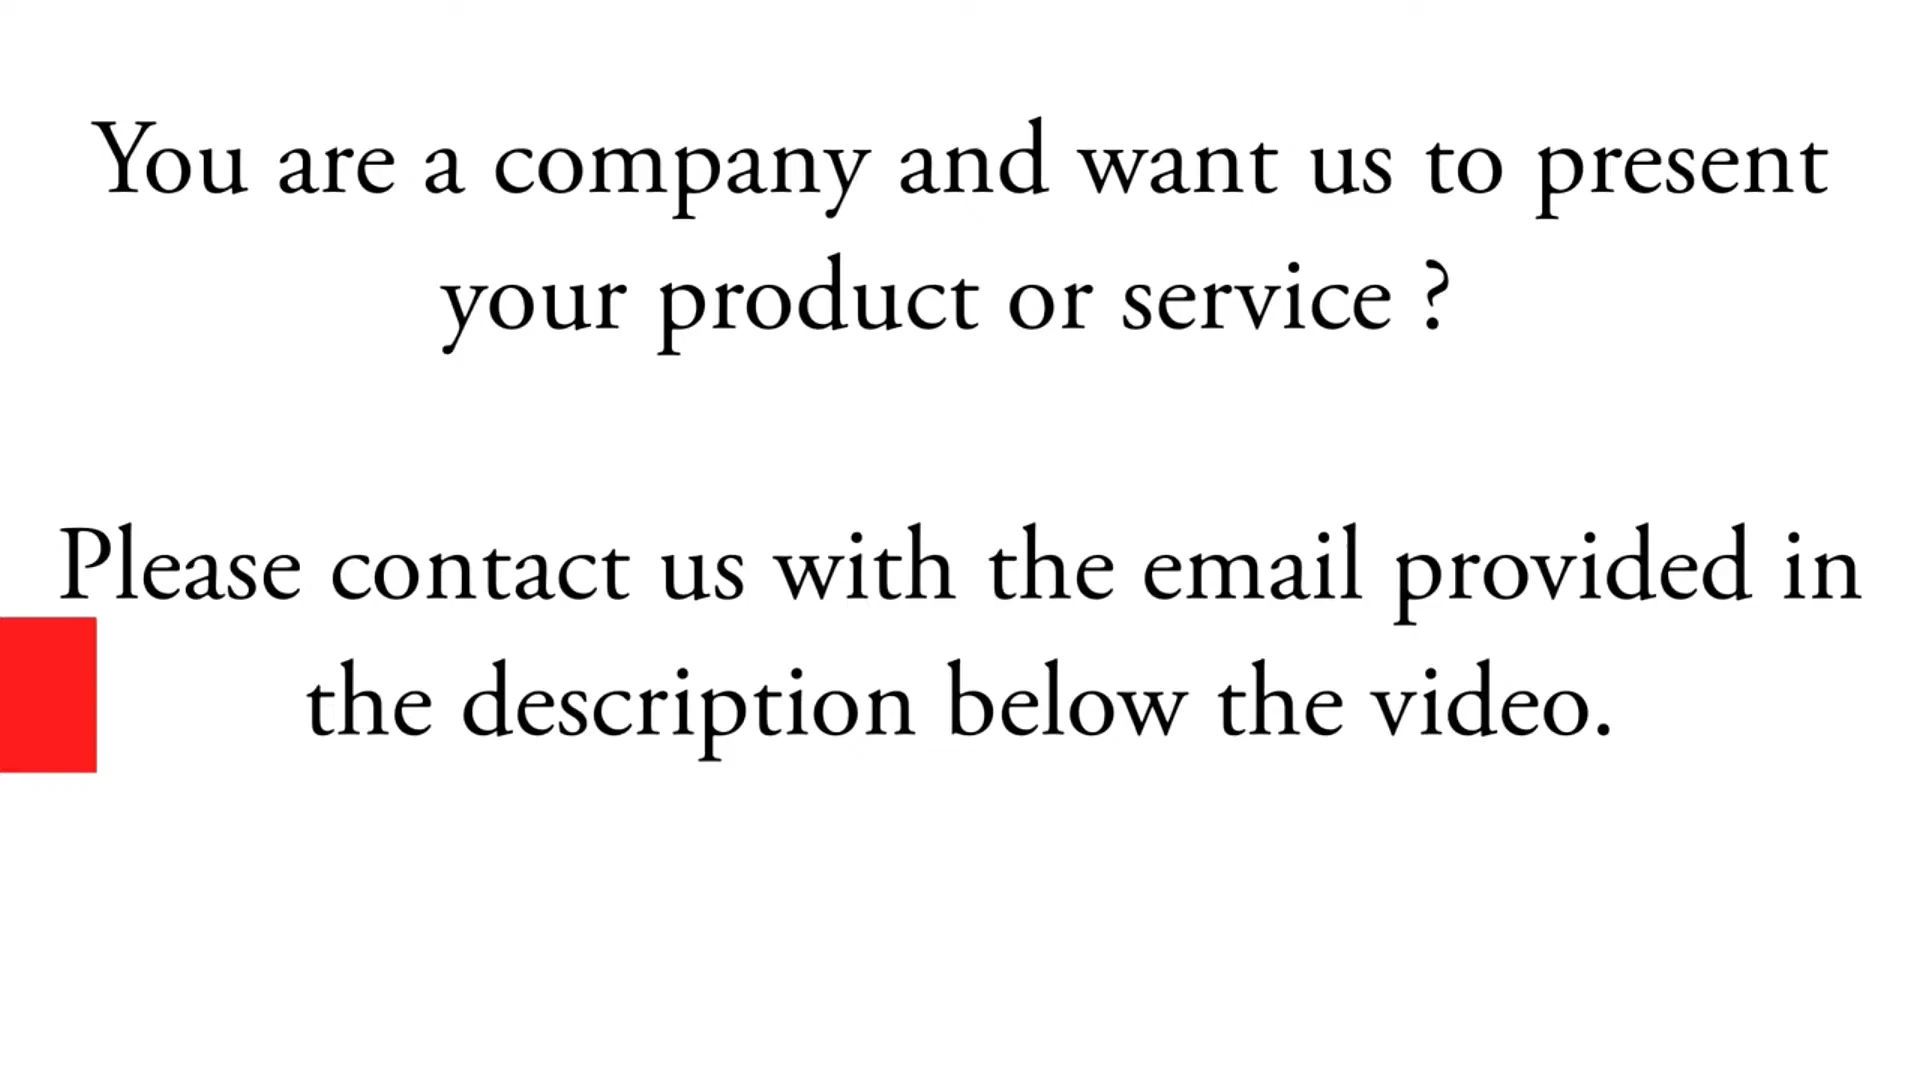 You are a company and want us to present
your product or service ?
Please contact us with the email provided in
the description below the video.